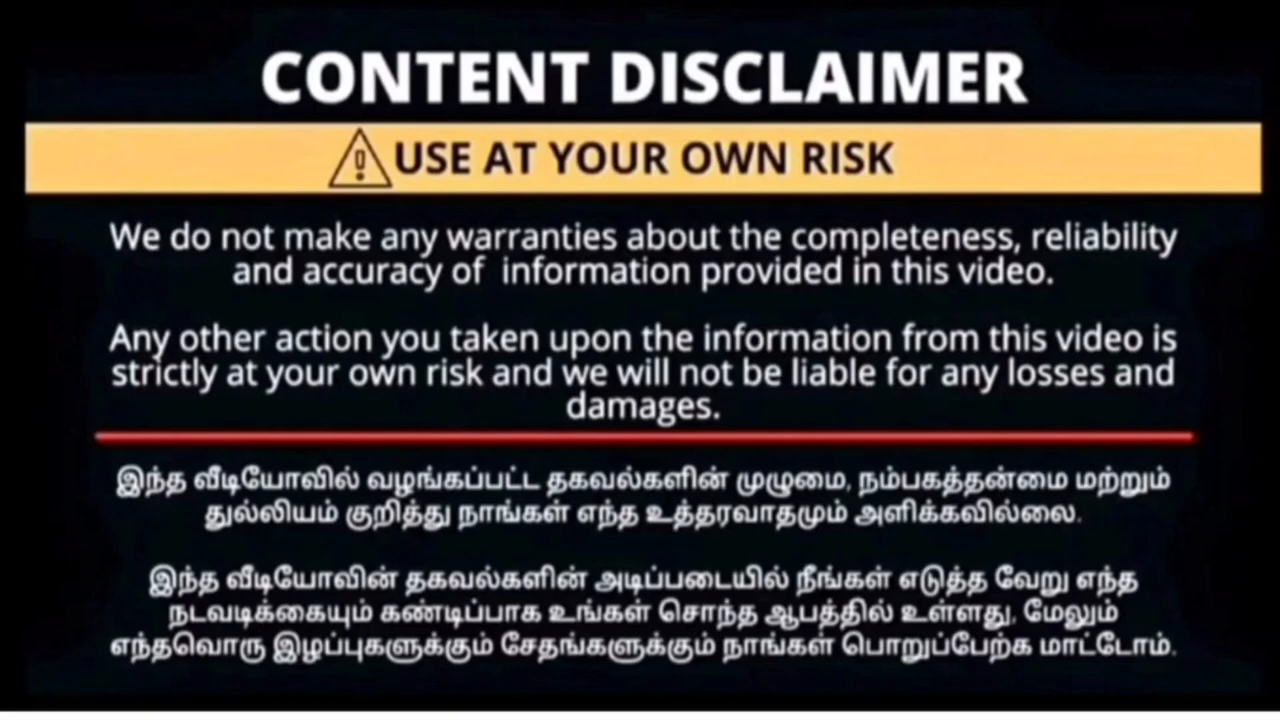 CONTENT DISCLAIMER
USE AT YOUR OWN RISK
We do not make any warranties about the completeness, reliability
and accuracy of information provided in this video.
Any other action you taken upon the information from this video is
strictly at your own risk and we will not be liable for any losses and
damages.
இந்த வீடியோவில் வழங்கப்பட்ட தகவல்களின் முழுமை, நம்பகத்தன்மை மற்றும்
துல்லியம் குறித்து நாங்கள் எந்த உத்தரவாதமும் அளிக்கவில்லை.
இந்த வீடியோவின் தகவல்களின் அடிப்படையில் நீங்கள் எடுத்த வேறு எந்த
நடவடிக்கையும் கண்டிப்பாக உங்கள் சொந்த ஆபத்தில் உள்ளது, மேலும்
எந்தவொரு இழப்புகளுக்கும் சேதங்களுக்கும் நாங்கள் பொறுப்பேற்க மாட்டோம்.